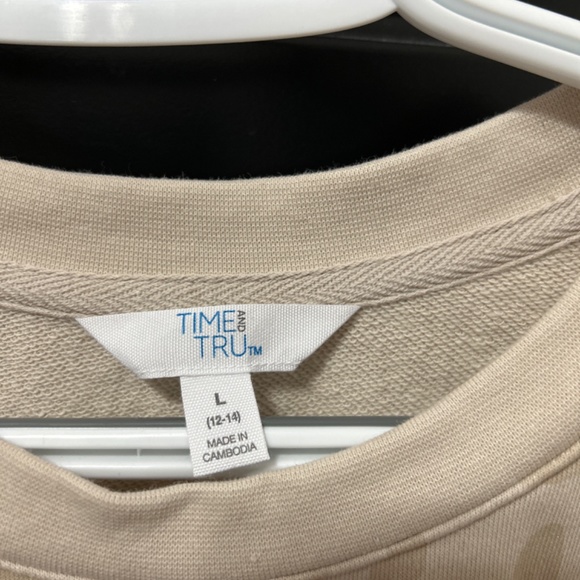 TIME AND
TRU™
L
(12-14)
MADE IN
CAMBODIA